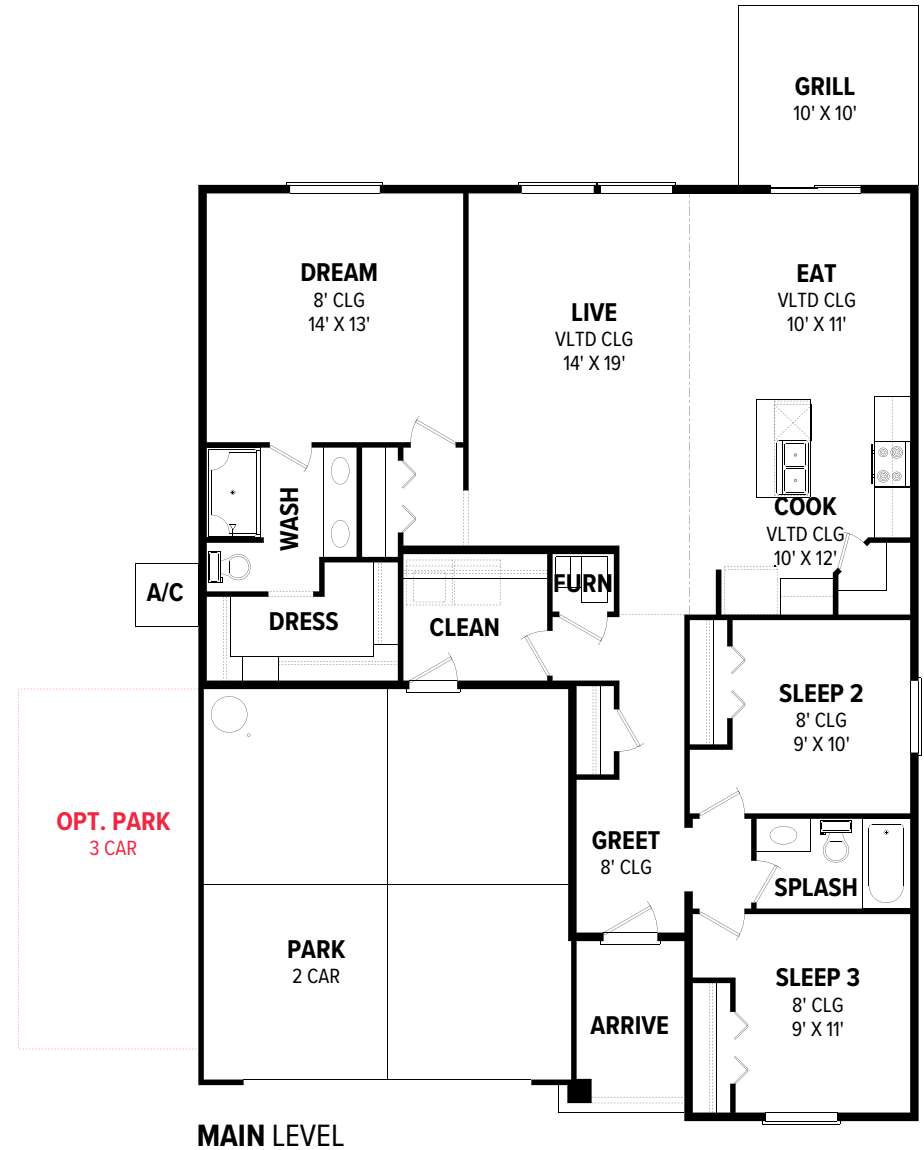 GRILL
10' X 10'
DREAM
8' CLG
14' X 13'
LIVE
VLTD CLG
14' X 19'
EAT
VLTD CLG
10' X 11'
WASH
COOK
VLTD CLG
10' X 12'
A/C
DRESS
CLEAN
FURN
SLEEP 2
8' CLG
9' X 10'
OPT. PARK
3 CAR
GREET
8' CLG
SPLASH
PARK
2 CAR
SLEEP 3
8' CLG
9' X 11'
ARRIVE
MAIN LEVEL